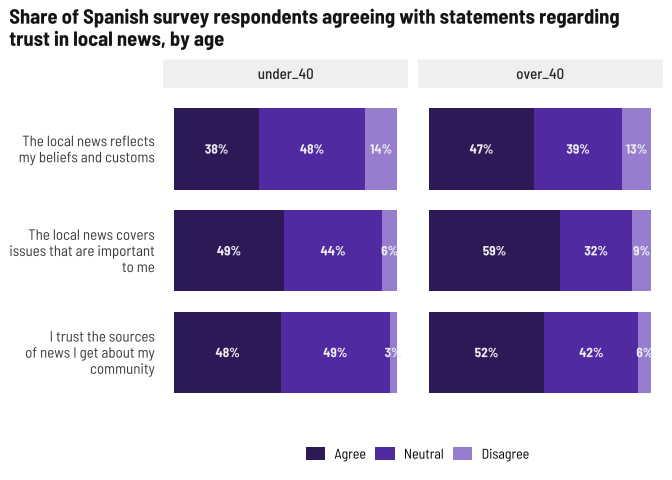 Share of Spanish survey respondents agreeing with statements regarding
trust in local news, by age
under_40
over_40
The local news reflects
my beliefs and customs
38%
48%
14%
47%
39%
13%
The local news covers
issues that are important
to me
49%
44%
6%
59%
32%
9%
I trust the sources
of news I get about my
community
48%
49%
3%
52%
42%
6%
Agree
Neutral
Disagree